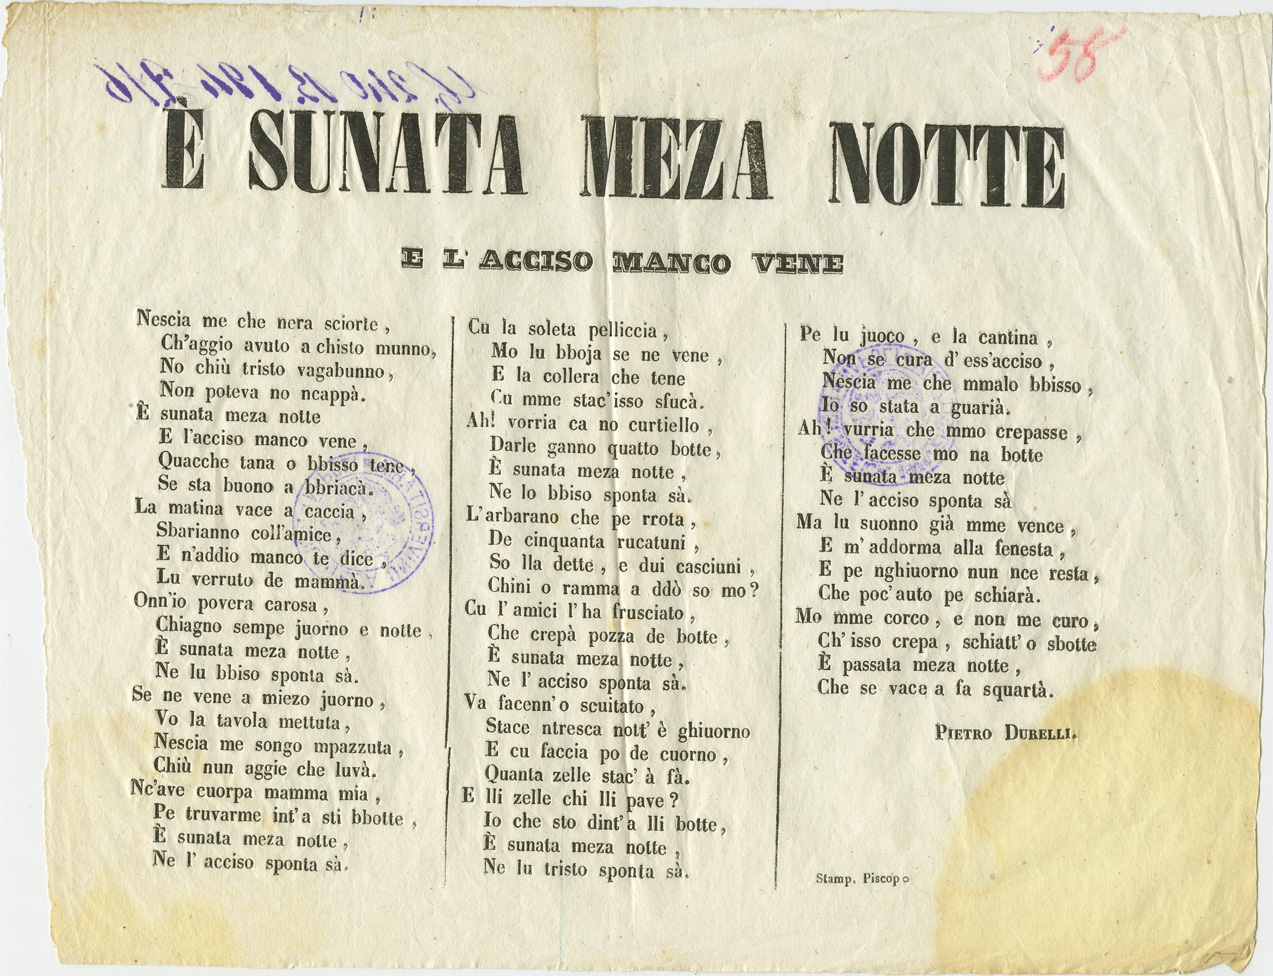 58
È SUNATA MEZA NOTTE
E L'ACCISO MANCO VENE
Nescia me che nera sciorte,
Ch'aggio avuto a chisto munno,
No chiù tristo vagabunno,
Non poteva no ncappà.
È sunata meza notte
E l'acciso manco vene,
Quacche tana o bbisso tene,
Se sta buono a bbriacà.
La matina vace a caccia,
Sbarianno coll'amice,
E n'addio manco te dice,
Lu verruto de mammà.
Onn'io povera carosa,
Chiagno sempe juorno e notte,
È sunata meza notte,
Ne lu bbiso sponta sà.
Se ne vene a miezo juorno,
Vo la tavola mettuta,
Nescia me songo mpazzuta,
Chiù nun aggie che luvà.
Nc'ave cuorpa mamma mia,
Pe truvarme int'a sti bbotte,
È sunata meza notte,
Ne l' acciso sponta sà.
Cu la soleta pelliccia,
Mo lu bboja se ne vene,
E la collera che tene
Cu mme stac'isso sfucà.
Ah! vorria ca no curtiello,
Darle ganno quatto botte,
È sunata meza notte,
Ne lo bbiso sponta sà.
L'arbarano che pe rrota,
De cinquanta rucatuni,
So lla dette, e dui casciuni,
Chini o ramma a ddò so mo?
Cu l'amici l'ha frusciato,
Che crepà pozza de botte,
È sunata meza notte,
Ne l' acciso sponta sà.
Va facenn'o scuitato,
Stace ntresca nott' è ghiuorno
E cu faccia po de cuorno,
Quanta zelle stac' à fà.
E lli zelle chi lli pave?
Io che sto dint'a lli botte,
È sunata meza notte,
Ne lu tristo sponta sà.
Pe lu juoco, e la cantina,
Non se cura d'ess'acciso,
Nescia me che mmalo bbisso,
Io so stata a guarià.
Ah! vurria che mmo crepasse,
Che facesse mo na botte
È sunata meza notte
Ne l'acciso sponta sà
Ma lu suonno già mme vence,
E m'addorma alla fenesta,
E pe nghiuorno nun nce resta,
Che poc'auto pe schiarà.
Mo mme corco, e non me curo,
Ch'isso crepa, schiatt'o sbotte
È passata meza notte,
Che se vace a fa squartà.
PIETRO DURELLI.
Stamp. Piscopo